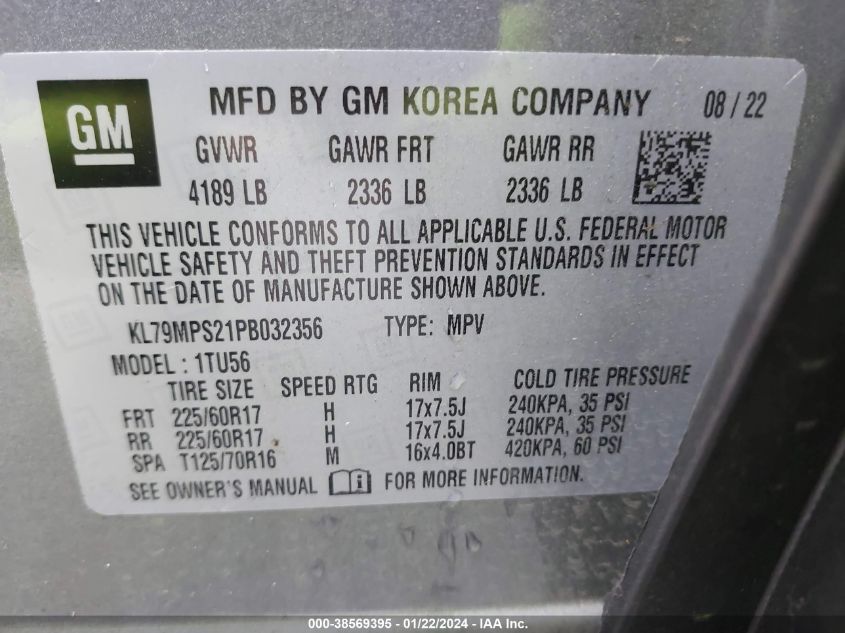 GM
MFD BY GM KOREA COMPANY 08 / 22
GVWR GAWR FRT GAWR RR
4189 LB 2336 LB 2336 LB
THIS VEHICLE CONFORMS TO ALL APPLICABLE U.S. FEDERAL MOTOR
VEHICLE SAFETY AND THEFT PREVENTION STANDARDS IN EFFECT
ON THE DATE OF MANUFACTURE SHOWN ABOVE.
KL79MPS21PB032356 TYPE: MPV
MODEL : 1TU56
TIRE SIZE SPEED RTG RIM COLD TIRE PRESSURE
FRT 225/60R17 H 17x7.5J 240KPA, 35 PSI
RR 225/60R17 H 17x7.5J 240KPA, 35 PSI
SPA T125/70R16 M 16x4.0BT 420KPA, 60 PSI
SEE OWNER'S MANUAL FOR MORE INFORMATION.
000-38569395 - 01/22/2024 - IAA Inc.